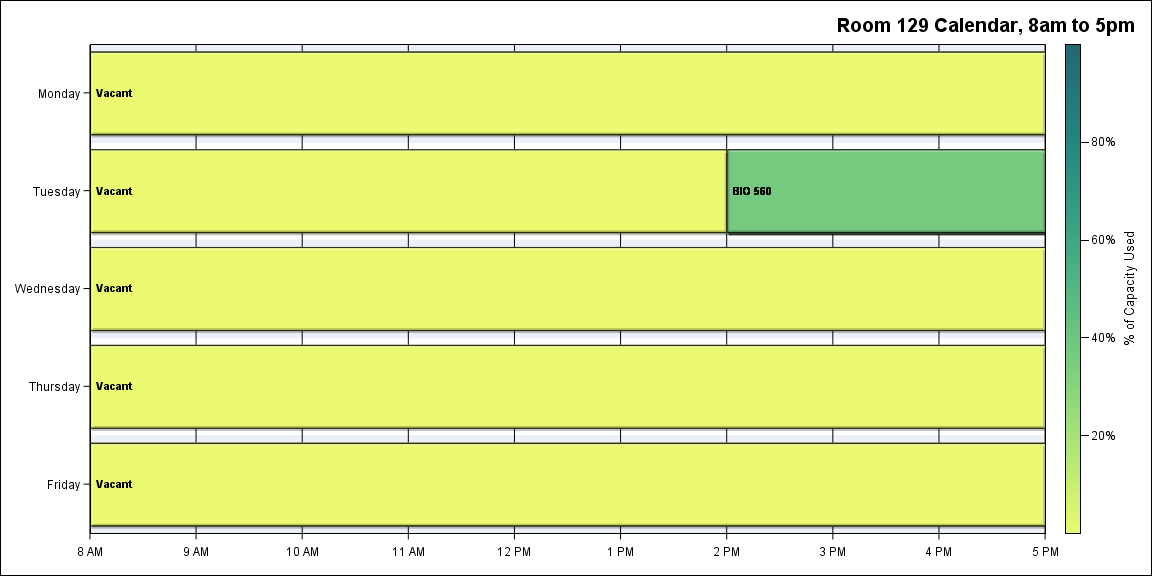 Room 129 Calendar, 8am to 5pm
Monday
Vacant
Tuesday
Vacant
BIO 560
Wednesday
Vacant
Thursday
Vacant
Friday
Vacant
8 AM
9 AM
10 AM
11 AM
12 PM
1 PM
2 PM
3 PM
4 PM
5 PM
80%
60%
40%
20%
% of Capacity Used